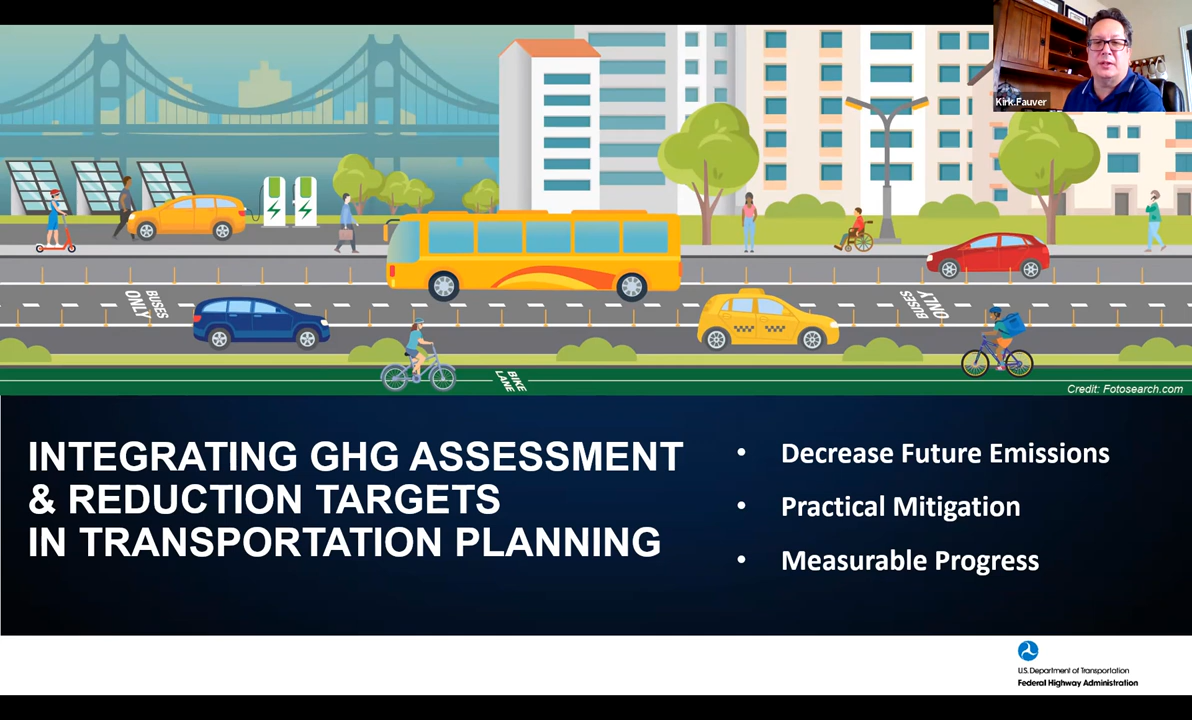 Kirk.Fauver
BUSES
ONLY
BUSES
ONLY
BIKE
LANE
Credit: Fotosearch.com
INTEGRATING GHG ASSESSMENT
& REDUCTION TARGETS
IN TRANSPORTATION PLANNING
• Decrease Future Emissions
• Practical Mitigation
• Measurable Progress
U.S. Department of Transportation
Federal Highway Administration